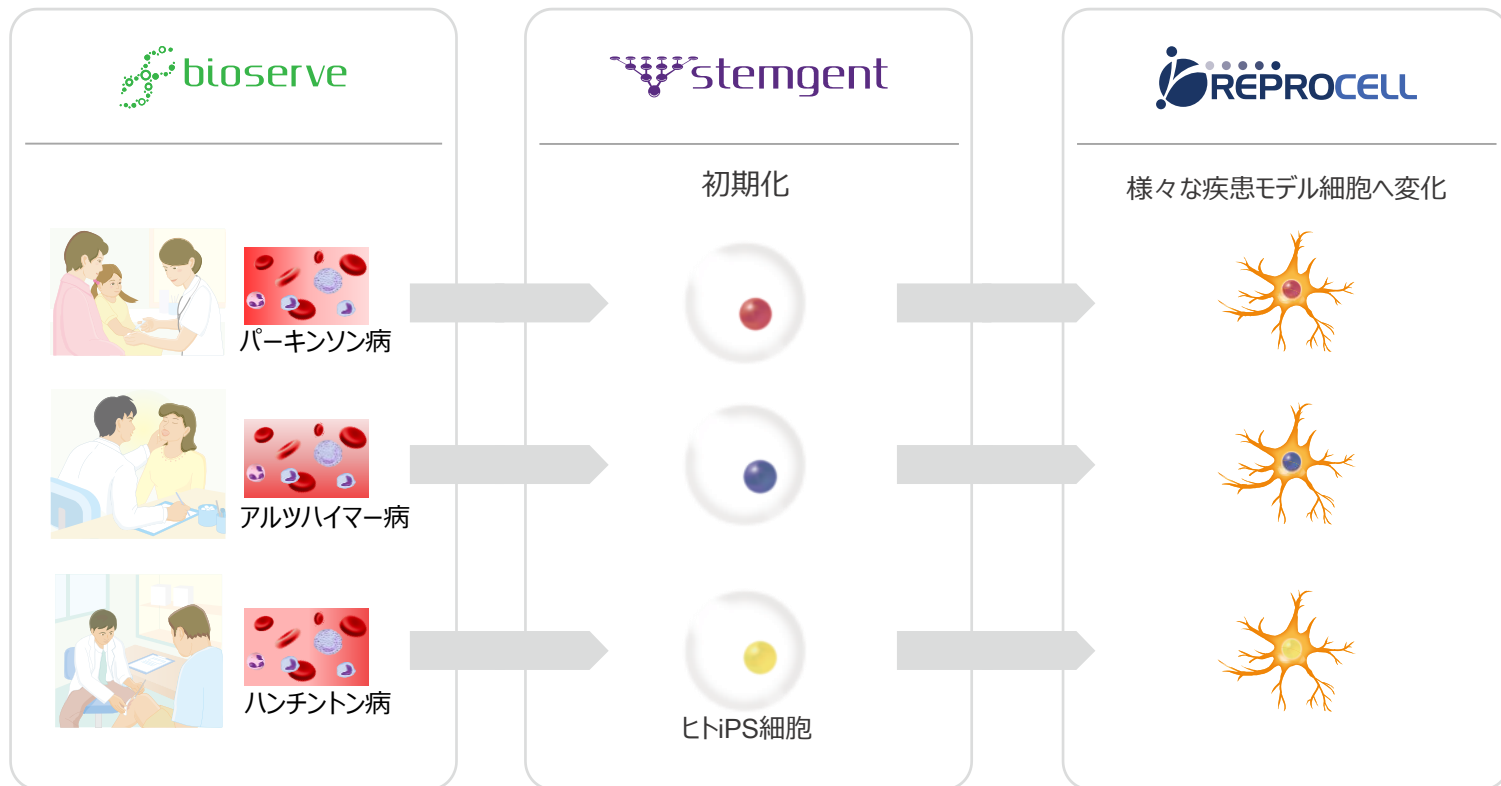 bioserve
stemgent
REPROCELL
初期化
様々な疾患モデル細胞へ変化
パーキンソン病
アルツハイマー病
ハンチントン病
ヒトiPS細胞